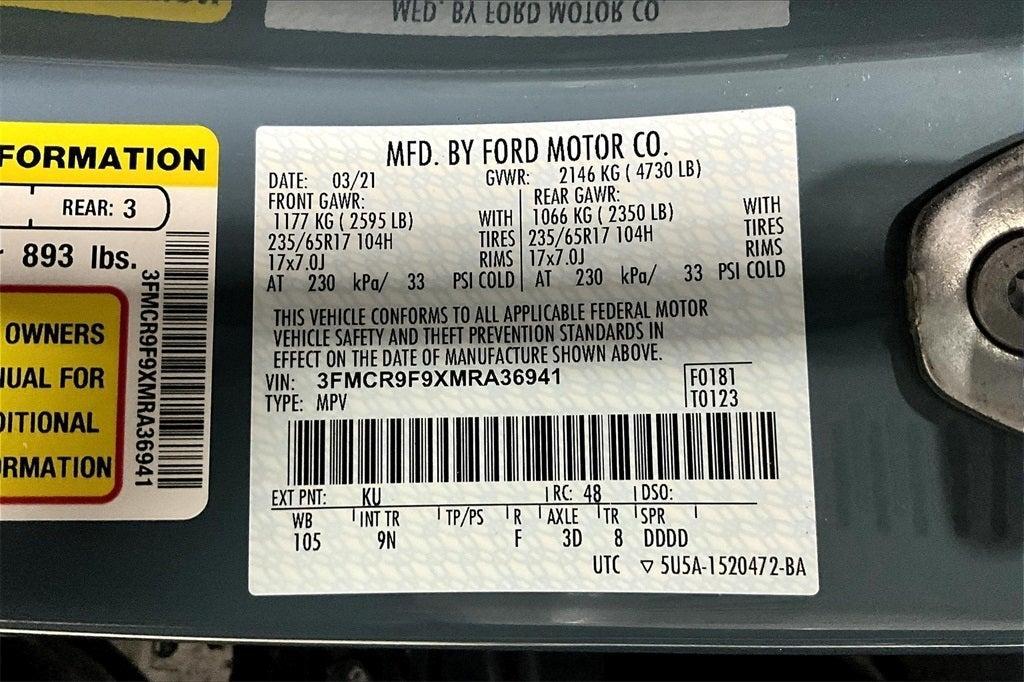 MFD. BY FORD MOTOR CO.
FORMATION
REAR: 3
893 lbs.
OWNERS
FOR
3FMCR9F9XMRA36941
MFD. BY FORD MOTOR CO.
DATE: 03/21 GVWR: 2146 KG ( 4730 LB)
FRONT GAWR: REAR GAWR:
1177 KG ( 2595 LB) WITH 1066 KG ( 2350 LB) WITH
235/65R17 104H TIRES 235/65R17 104H TIRES
17x7.0J RIMS 17x7.0J RIMS
AT 230 kPa/ 33 PSI COLD AT 230 kPa/ 33 PSI COLD
THIS VEHICLE CONFORMS TO ALL APPLICABLE FEDERAL MOTOR
VEHICLE SAFETY AND THEFT PREVENTION STANDARDS IN
EFFECT ON THE DATE OF MANUFACTURE SHOWN ABOVE.
VIN: 3FMCR9F9XMRA36941 F0181
TYPE: MPV T0123
EXT PNT: KU RC: 48 DSO:
WB INT TR TP/PS R AXLE TR SPR
105 9N F 3D 8 DDDD
UTC ▽ 5U5A-1520472-BA